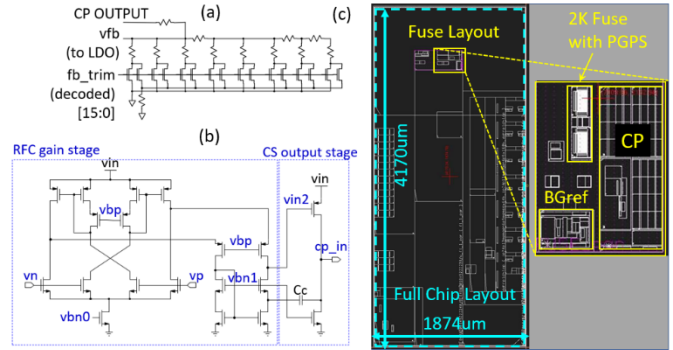 (a)
CP OUTPUT
vfb
(to LDO)
fb_trim
(decoded)
[15:0]
(b)
RFC gain stage
CS output stage
vin
vin
vbp
vbp
vin2
cp_in
vn
vp
vbn1
Cc
vbn0
(c)
Fuse Layout
2K Fuse
with PGPS
CP
BGref
4170um
Full Chip Layout
1874um